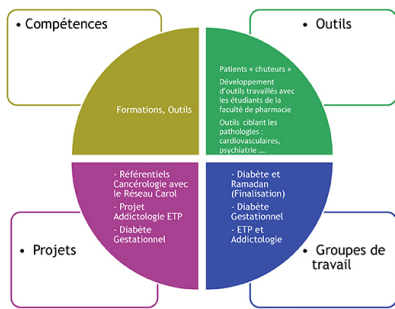 • Compétences
• Outils
Formations, Outils
Patients « chuteurs »
Développement
d'outils travaillés avec
les étudiants de la
faculté de pharmacie
Outils ciblant les
pathologies :
cardiovasculaires,
psychiatrie ….
- Référentiels
Cancérologie avec
le Réseau Carol
- Projet
Addictologie ETP
- Diabète
Gestationnel
- Diabète et
Ramadan
(Finalisation)
- Diabète
Gestationnel
- ETP et
Addictologie
• Projets
• Groupes de
travail